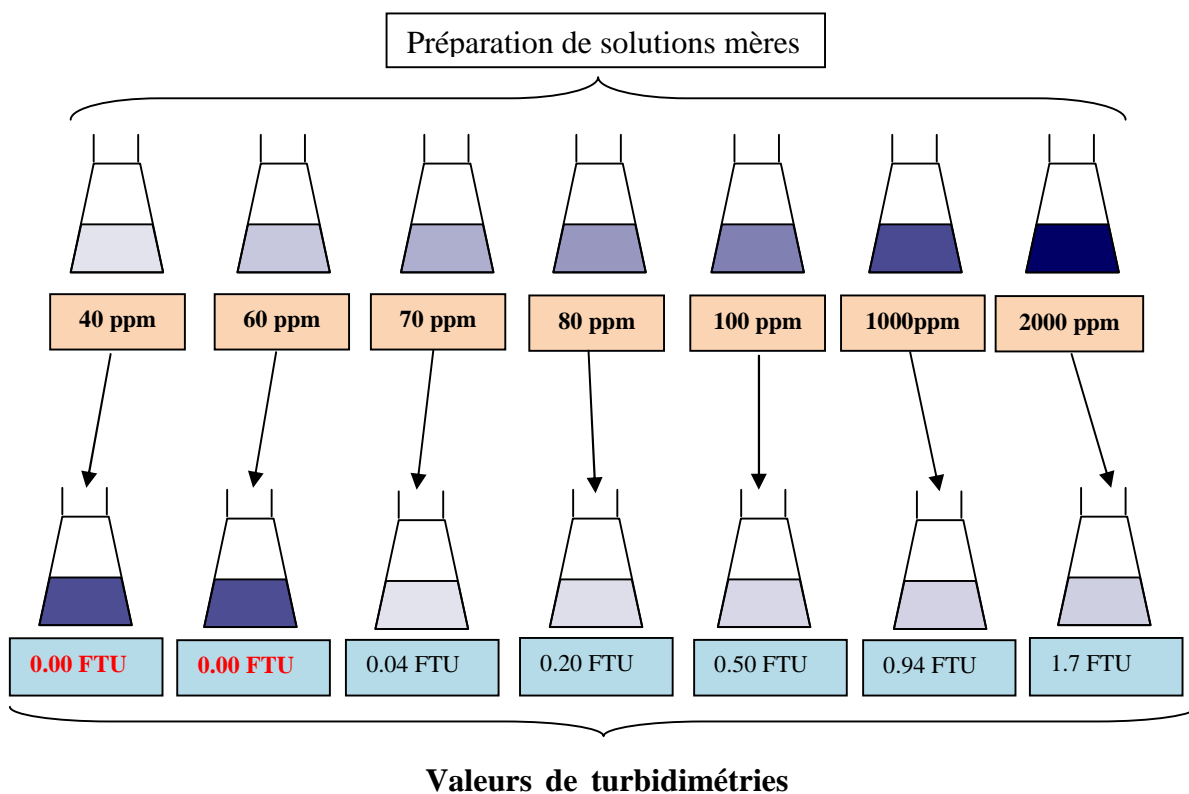 Préparation de solutions mères
40 ppm
60 ppm
70 ppm
80 ppm
100 ppm
1000ppm
2000 ppm
0.00 FTU
0.00 FTU
0.04 FTU
0.20 FTU
0.50 FTU
0.94 FTU
1.7 FTU
Valeurs de turbidimétries